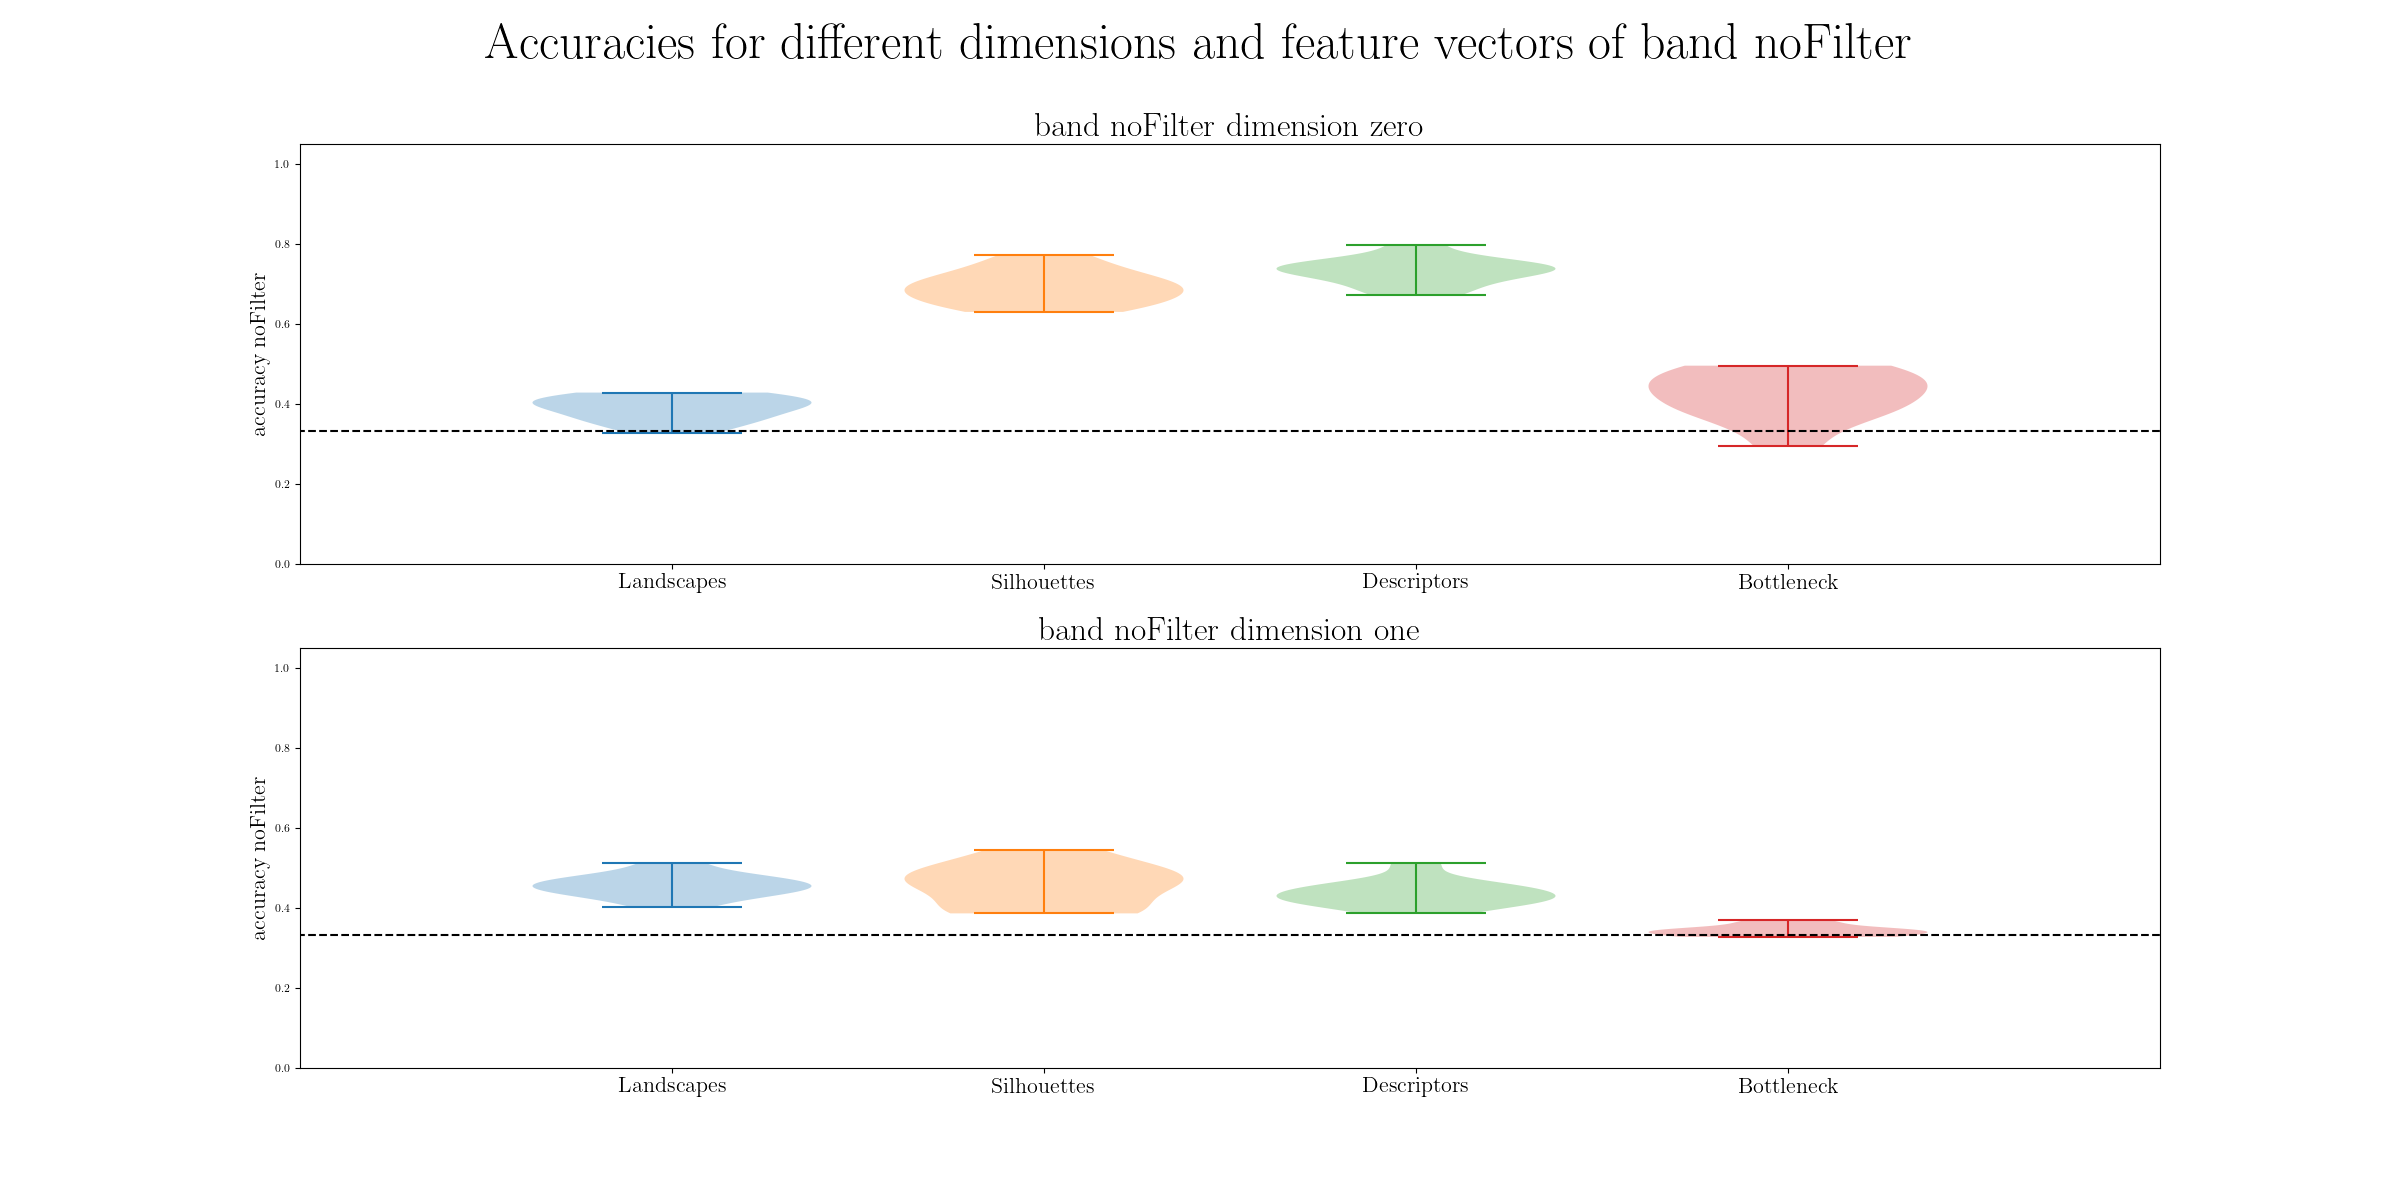 Accuracies for different dimensions and feature vectors of band noFilter
band noFilter dimension zero
accuracy noFilter
1.0
0.8
0.6
0.4
0.2
0.0
Landscapes Silhouettes Descriptors Bottleneck
band noFilter dimension one
accuracy noFilter
1.0
0.8
0.6
0.4
0.2
0.0
Landscapes Silhouettes Descriptors Bottleneck